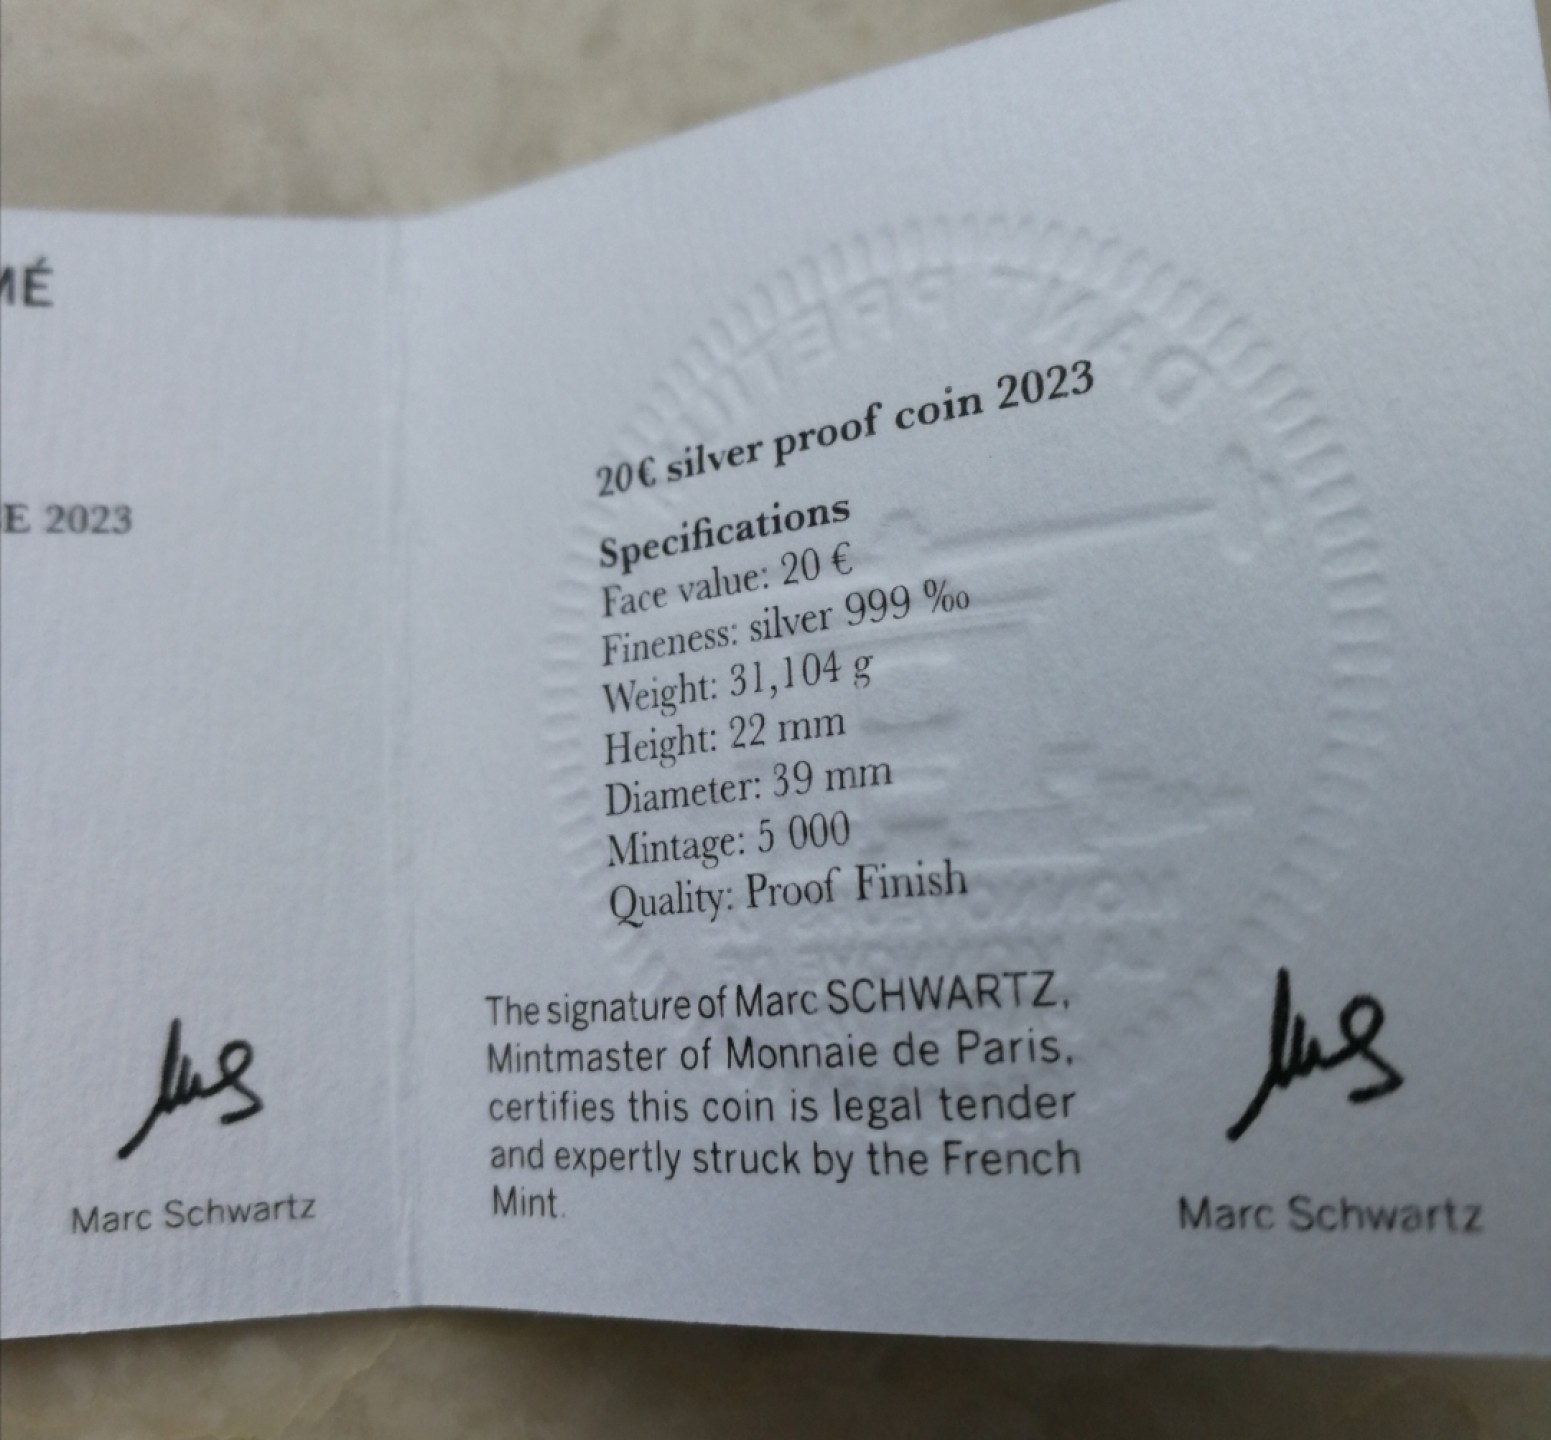 MÉ
E 2023
Marc Schwartz
20€ silver proof coin 2023
Specifications
Face value: 20 €
Fineness: silver 999 ‰
Weight: 31,104 g
Height: 22 mm
Diameter: 39 mm
Mintage: 5 000
Quality: Proof Finish
The signature of Marc SCHWARTZ,
Mintmaster of Monnaie de Paris,
certifies this coin is legal tender
and expertly struck by the French
Mint.
Marc Schwartz